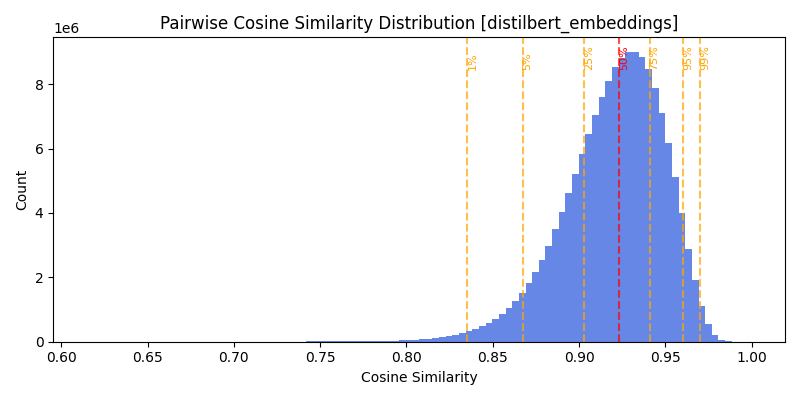 Pairwise Cosine Similarity Distribution [distilbert_embeddings]
1e6
1%
5%
25%
50%
75%
95%
99%
8
6
4
2
0
Count
0.60 0.65 0.70 0.75 0.80 0.85 0.90 0.95 1.00
Cosine Similarity